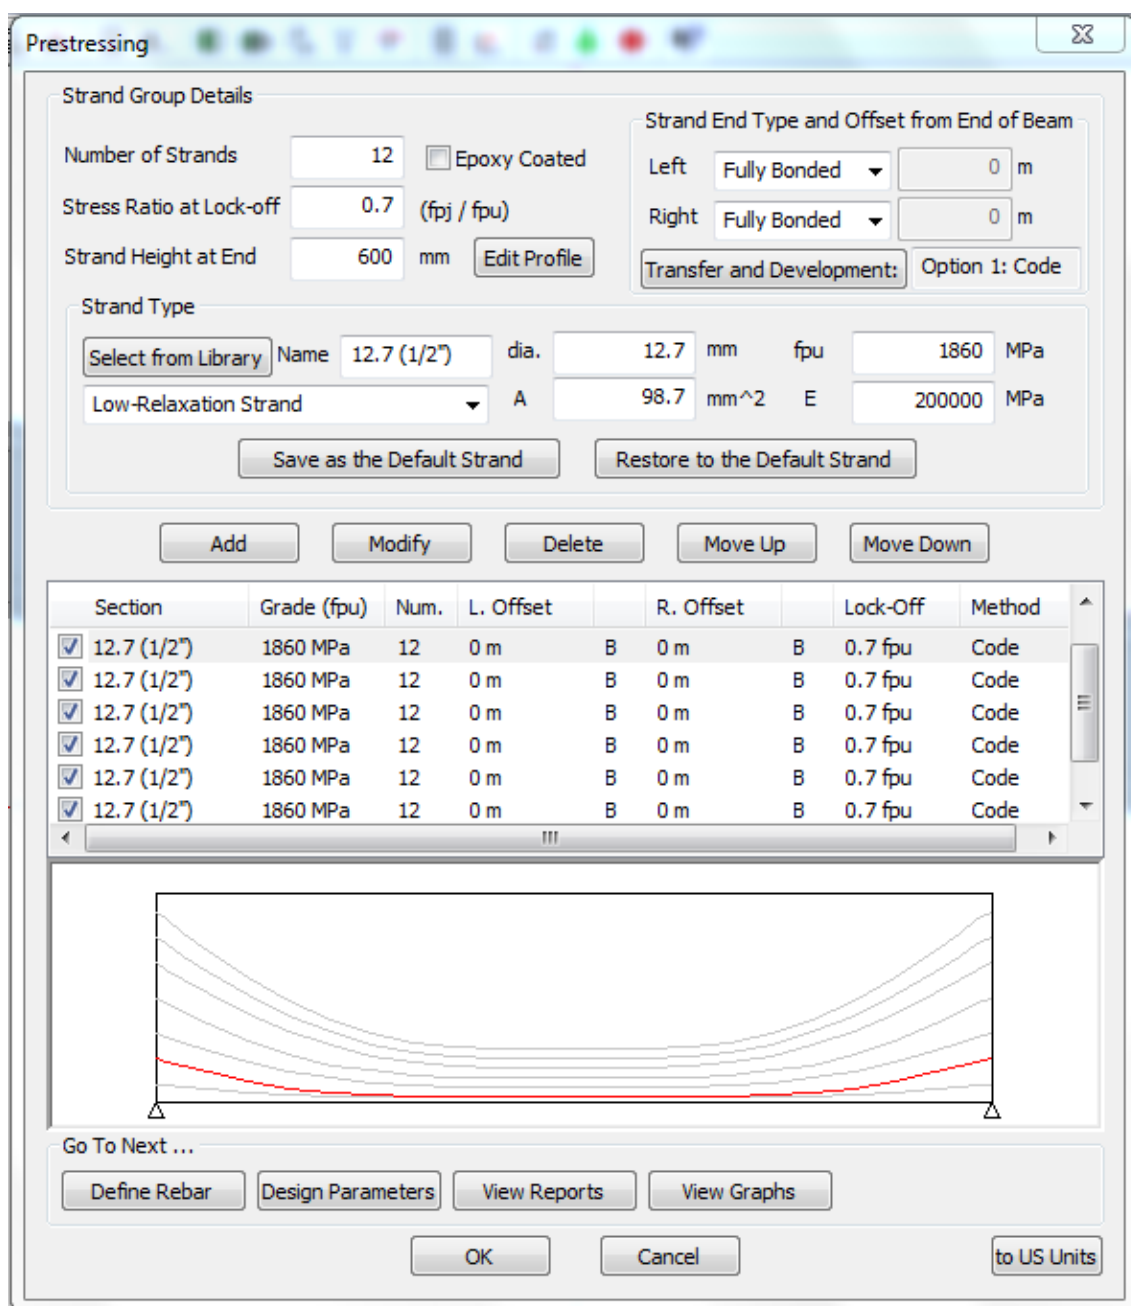 Prestressing
Strand Group Details
Number of Strands 12 Epoxy Coated
Stress Ratio at Lock-off 0.7 (fpj / fpu)
Strand Height at End 600 mm Edit Profile
Strand End Type and Offset from End of Beam
Left Fully Bonded 0 m
Right Fully Bonded 0 m
Transfer and Development: Option 1: Code
Strand Type
Select from Library Name 12.7 (1/2") dia. 12.7 mm fpu 1860 MPa
Low-Relaxation Strand A 98.7 mm^2 E 200000 MPa
Save as the Default Strand Restore to the Default Strand
Add Modify Delete Move Up Move Down
Section Grade (fpu) Num. L. Offset R. Offset Lock-Off Method
12.7 (1/2") 1860 MPa 12 0 m B 0 m B 0.7 fpu Code
12.7 (1/2") 1860 MPa 12 0 m B 0 m B 0.7 fpu Code
12.7 (1/2") 1860 MPa 12 0 m B 0 m B 0.7 fpu Code
12.7 (1/2") 1860 MPa 12 0 m B 0 m B 0.7 fpu Code
12.7 (1/2") 1860 MPa 12 0 m B 0 m B 0.7 fpu Code
12.7 (1/2") 1860 MPa 12 0 m B 0 m B 0.7 fpu Code
Go To Next ...
Define Rebar Design Parameters View Reports View Graphs
OK Cancel to US Units